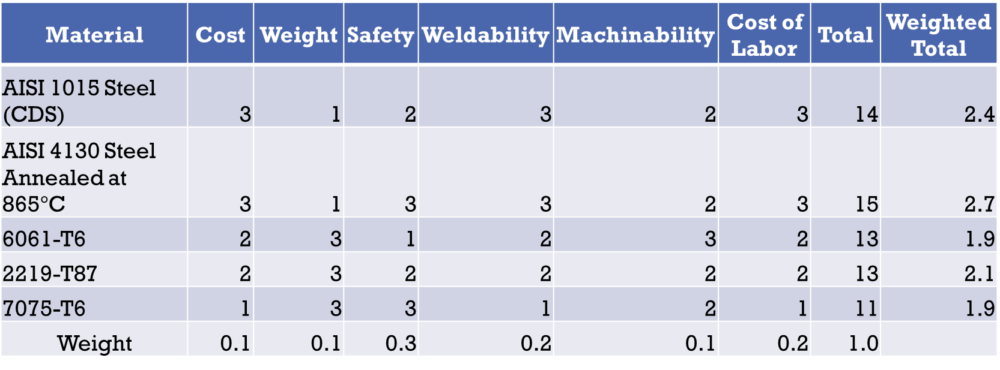 Material Cost Weight Safety Weldability Machinability Cost of Labor Total Weighted Total
AISI 1015 Steel
(CDS) 3 1 2 3 2 3 14 2.4
AISI 4130 Steel
Annealed at
865°C 3 1 3 3 2 3 15 2.7
6061-T6 2 3 1 2 3 2 13 1.9
2219-T87 2 3 2 2 2 2 13 2.1
7075-T6 1 3 3 1 2 1 11 1.9
Weight 0.1 0.1 0.3 0.2 0.1 0.2 1.0